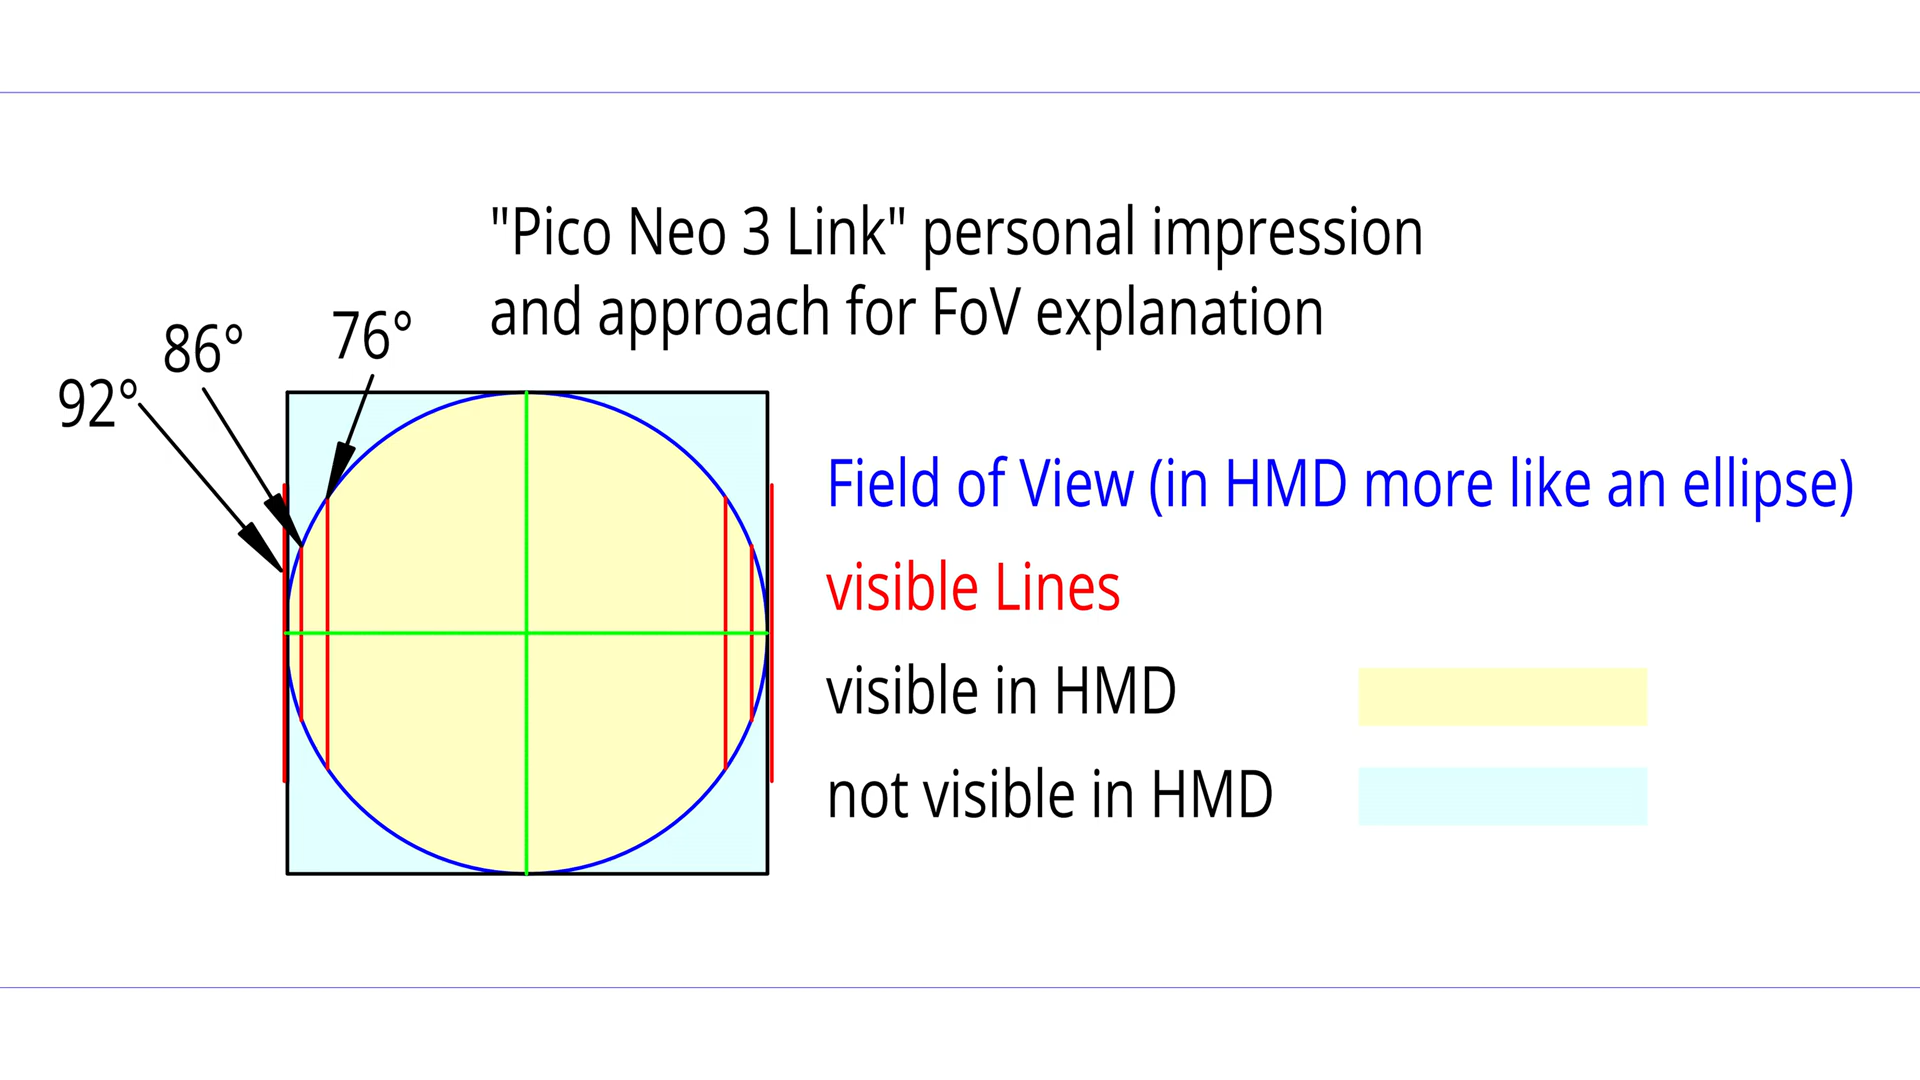 "Pico Neo 3 Link" personal impression
and approach for FoV explanation
76°
86°
92°
Field of View (in HMD more like an ellipse)
visible Lines
visible in HMD
not visible in HMD